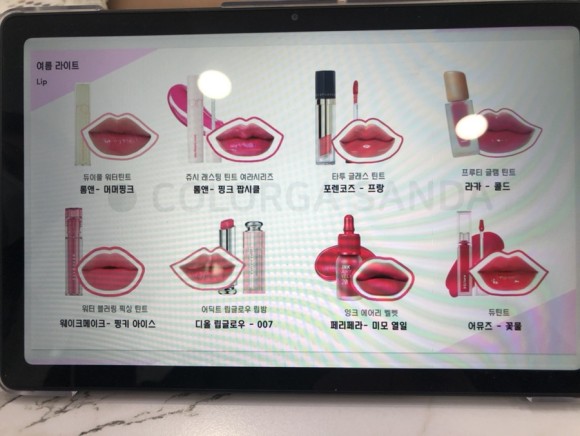 여름 라이트
Lip
듀이풀 워터틴트
롬앤- 머머핑크
쥬시 래스팅 틴트 여라시리즈
롬앤- 핑크 팝시클
타투 글래스 틴트
포렌코즈 - 프랑
프루티 글램 틴트
라카 - 콜드
COLORGA ANDA
워터 블러링 픽싱 틴트
웨이크메이크- 핑키 아이스
어딕트 립글로우 립밤
디올 립글로우 - 007
잉크 에어리 벨벳
페리페라- 미모 열일
듀틴트
어뮤즈 - 꽃물